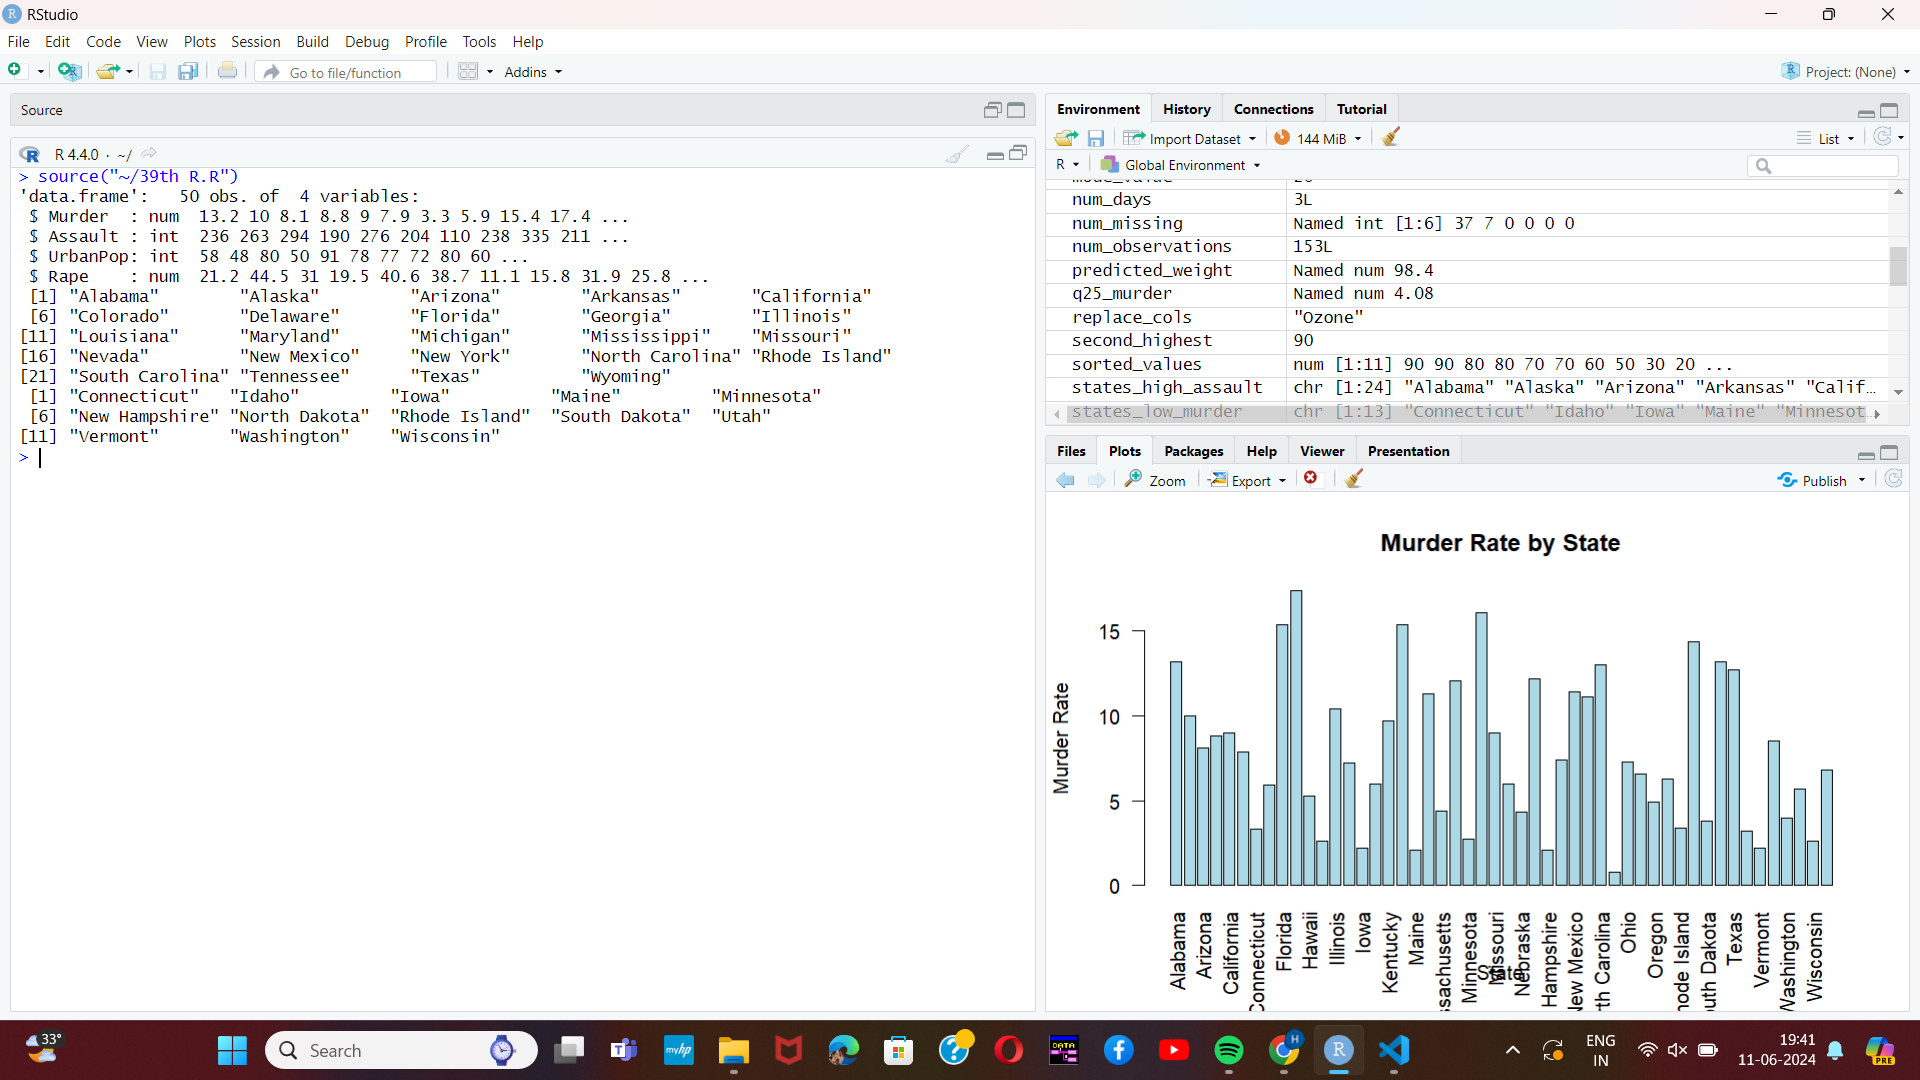 RStudio
File Edit Code View Plots Session Build Debug Profile Tools Help
Go to file/function Addins Project: (None)
Source
R 4.4.0 · ~/
> source("~/39th R.R")
'data.frame':   50 obs. of  4 variables:
 $ Murder  : num  13.2 10 8.1 8.8 9 7.9 3.3 5.9 15.4 17.4 ...
 $ Assault : int  236 263 294 190 276 204 110 238 335 211 ...
 $ UrbanPop: int  58 48 80 50 91 78 77 72 80 60 ...
 $ Rape    : num  21.2 44.5 31 19.5 40.6 38.7 11.1 15.8 31.9 25.8 ...
 [1] "Alabama"        "Alaska"         "Arizona"        "Arkansas"       "California"
 [6] "Colorado"       "Delaware"       "Florida"        "Georgia"        "Illinois"
[11] "Louisiana"      "Maryland"       "Michigan"       "Mississippi"    "Missouri"
[16] "Nevada"         "New Mexico"     "New York"       "North Carolina" "Rhode Island"
[21] "South Carolina" "Tennessee"      "Texas"          "Wyoming"
 [1] "Connecticut"   "Idaho"         "Iowa"          "Maine"         "Minnesota"
 [6] "New Hampshire" "North Dakota"  "Rhode Island"  "South Dakota"  "Utah"
[11] "Vermont"       "Washington"    "Wisconsin"
>
Environment History Connections Tutorial
Import Dataset 144 MiB List
R Global Environment
num_days 3L
num_missing Named int [1:6] 37 7 0 0 0 0
num_observations 153L
predicted_weight Named num 98.4
q25_murder Named num 4.08
replace_cols "Ozone"
second_highest 90
sorted_values num [1:11] 90 90 80 80 70 70 60 50 30 20 ...
states_high_assault chr [1:24] "Alabama" "Alaska" "Arizona" "Arkansas" "Calif...
states_low_murder chr [1:13] "Connecticut" "Idaho" "Iowa" "Maine" "Minnesot...
Files Plots Packages Help Viewer Presentation
Zoom Export Publish
Murder Rate by State
Murder Rate
15
10
5
0
Alabama
Arizona
California
Connecticut
Florida
Hawaii
Illinois
Iowa
Kentucky
Maine
ssachusetts
Minnesota
Missouri
Nebraska
Hampshire
New Mexico
th Carolina
Ohio
Oregon
hode Island
outh Dakota
Texas
Vermont
Washington
Wisconsin
State
33°
Search
myhp
DATA
H
ENG
IN
19:41
11-06-2024
PRE